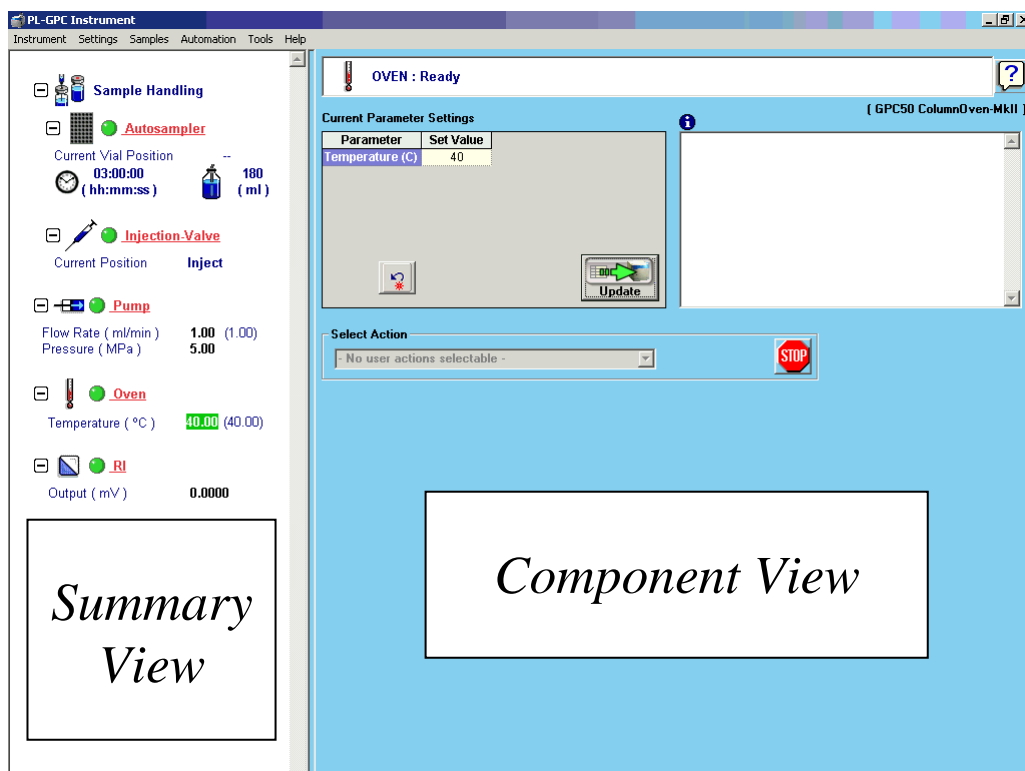 PL-GPC Instrument
Instrument Settings Samples Automation Tools Help
Sample Handling
Autosampler
Current Vial Position --
03:00:00 180
( hh:mm:ss ) ( ml )
Injection-Valve
Current Position Inject
Pump
Flow Rate ( ml/min ) 1.00 (1.00)
Pressure ( MPa ) 5.00
Oven
Temperature ( ºC ) 40.00 (40.00)
RI
Output ( mV ) 0.0000
Summary
View
OVEN : Ready
?
[ GPC50 ColumnOven-MkII ]
Current Parameter Settings
Parameter Set Value
Temperature (C) 40
Update
Select Action
- No user actions selectable -
STOP
Component View